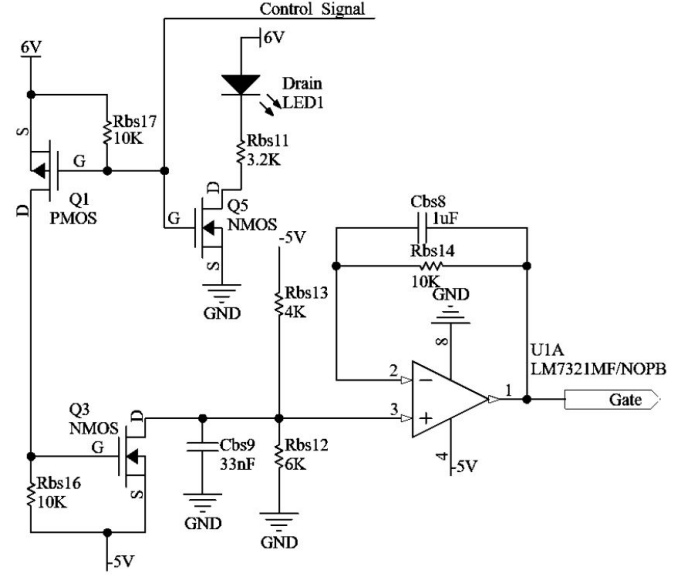 Control Signal
6V
6V
Drain
LED1
Rbs17
10K
Rbs11
3.2K
S
G
Q1
PMOS
D
D
Q5
NMOS
G
S
GND
-5V
Rbs13
4K
Cbs8
1uF
Rbs14
10K
GND
8
U1A
LM7321MF/NOPB
2
1
Gate
3
4
-5V
Q3
NMOS
D
G
S
Cbs9
33nF
Rbs12
6K
Rbs16
10K
GND
GND
-5V